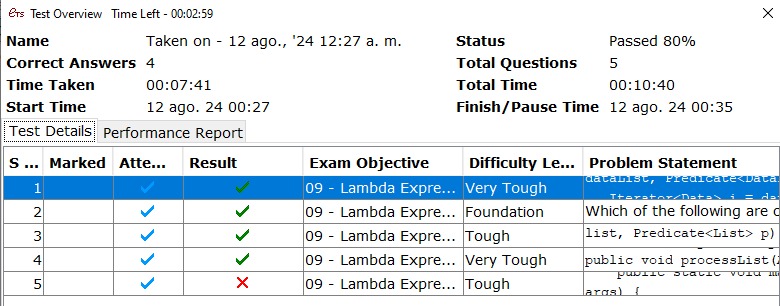 ETS Test Overview Time Left - 00:02:59
Name Taken on - 12 ago., '24 12:27 a. m. Status Passed 80%
Correct Answers 4 Total Questions 5
Time Taken 00:07:41 Total Time 00:10:40
Start Time 12 ago. 24 00:27 Finish/Pause Time 12 ago. 24 00:35
Test Details Performance Report
S ... Marked Atte... Result Exam Objective Difficulty Le... Problem Statement
1 09 - Lambda Expre... Very Tough dataList, Predicate<Data
Iterator<Data> i = da
2 09 - Lambda Expre... Foundation Which of the following are c
3 09 - Lambda Expre... Tough list, Predicate<List> p)
4 09 - Lambda Expre... Very Tough public void processList(
public static void m
5 09 - Lambda Expre... Tough args) {